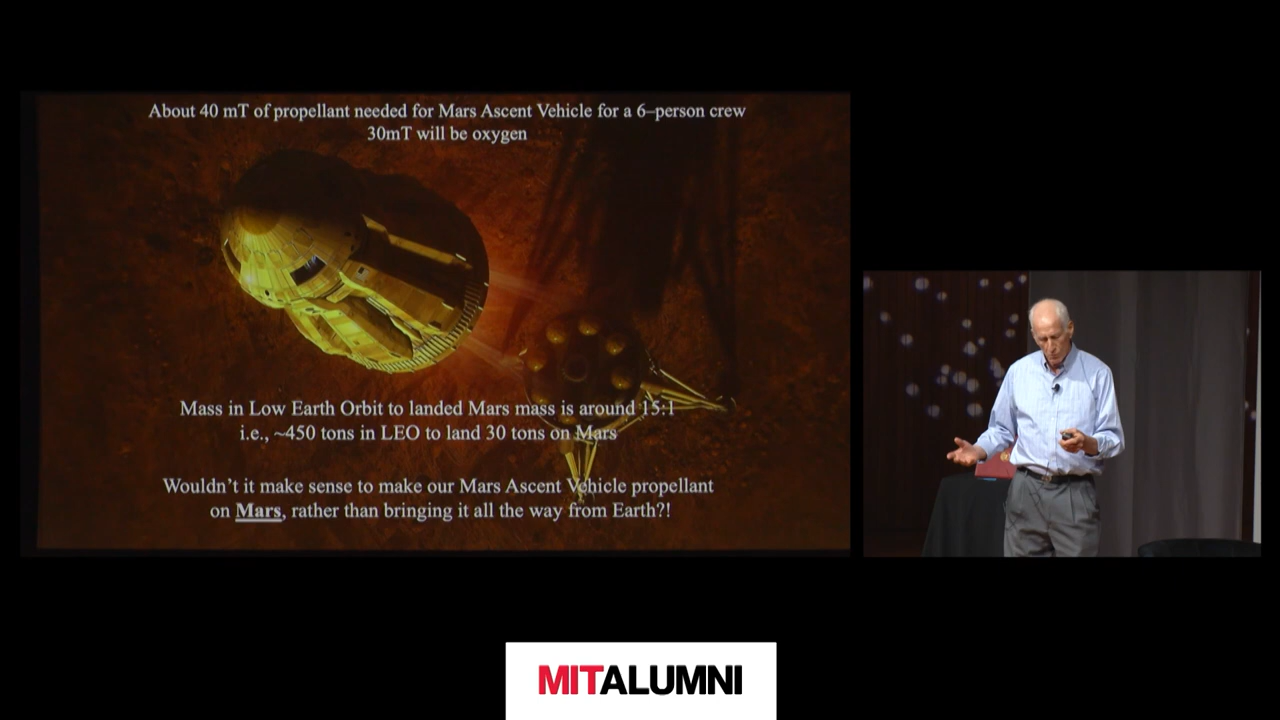 About 40 mT of propellant needed for Mars Ascent Vehicle for a 6–person crew
30mT will be oxygen
Mass in Low Earth Orbit to landed Mars mass is around 15:1
i.e., ~450 tons in LEO to land 30 tons on Mars
Wouldn’t it make sense to make our Mars Ascent Vehicle propellant
on Mars, rather than bringing it all the way from Earth?!
MITALUMNI